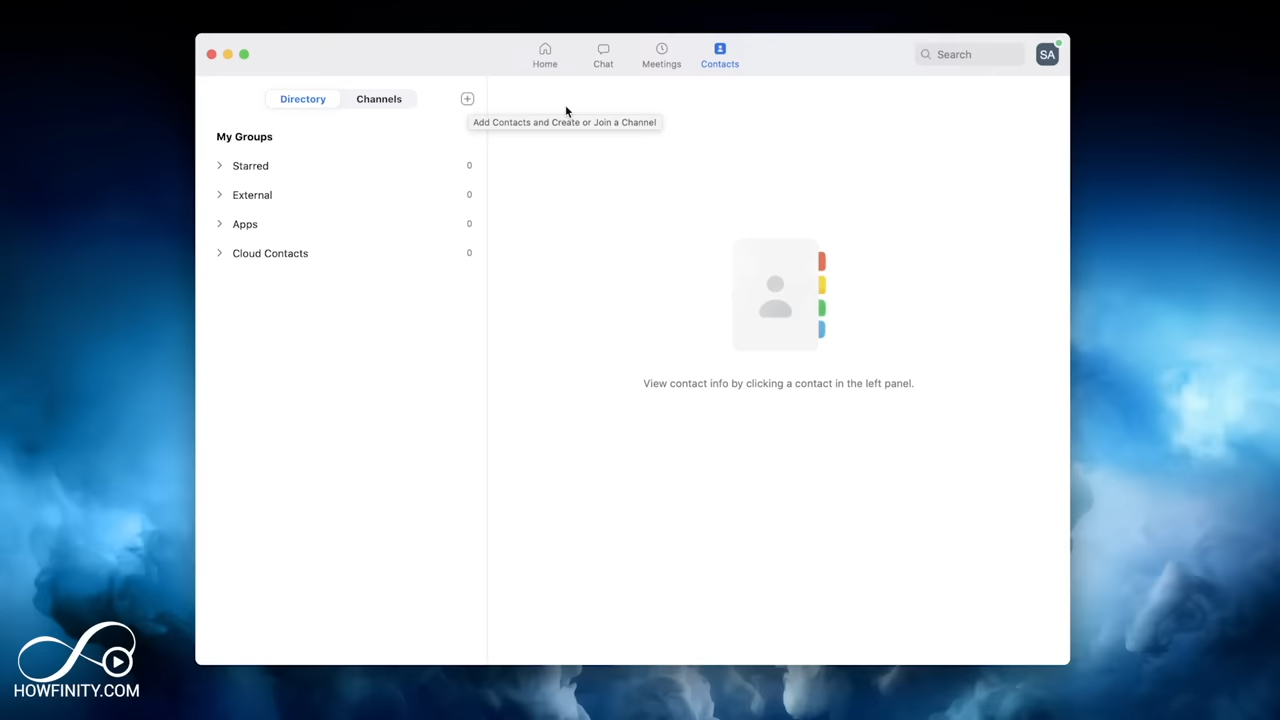 Home
Chat
Meetings
Contacts
Search
SA
Directory
Channels
Add Contacts and Create or Join a Channel
My Groups
Starred 0
External 0
Apps 0
Cloud Contacts 0
View contact info by clicking a contact in the left panel.
HOWFINITY.COM